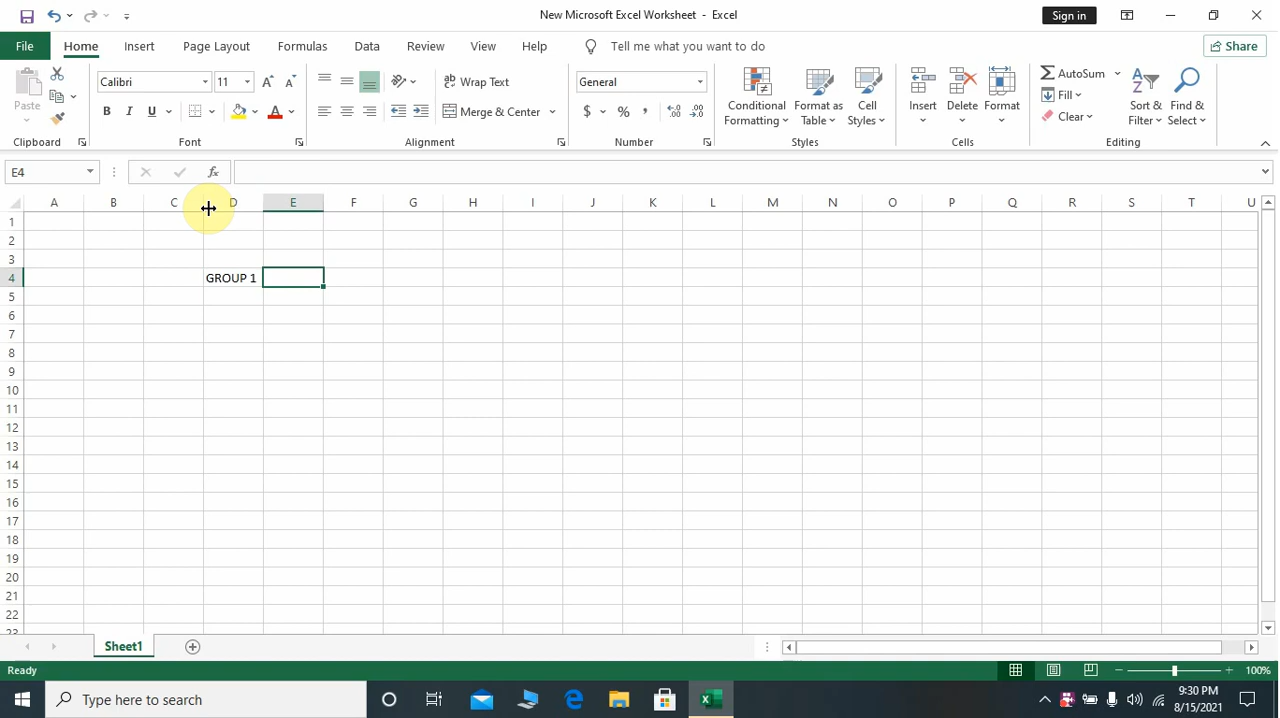 New Microsoft Excel Worksheet - Excel
Sign in
File Home Insert Page Layout Formulas Data Review View Help Tell me what you want to do Share
Paste
Calibri 11
Wrap Text
Merge & Center
General
Conditional Formatting
Format as Table
Cell Styles
Insert Delete Format
AutoSum
Fill
Clear
Sort & Filter
Find & Select
Clipboard Font Alignment Number Styles Cells Editing
E4 fx
A B C D E F G H I J K L M N O P Q R S T U
1
2
3
4 GROUP 1
5
6
7
8
9
10
11
12
13
14
15
16
17
18
19
20
21
22
23
Sheet1
Ready 100%
Type here to search
9:30 PM
8/15/2021